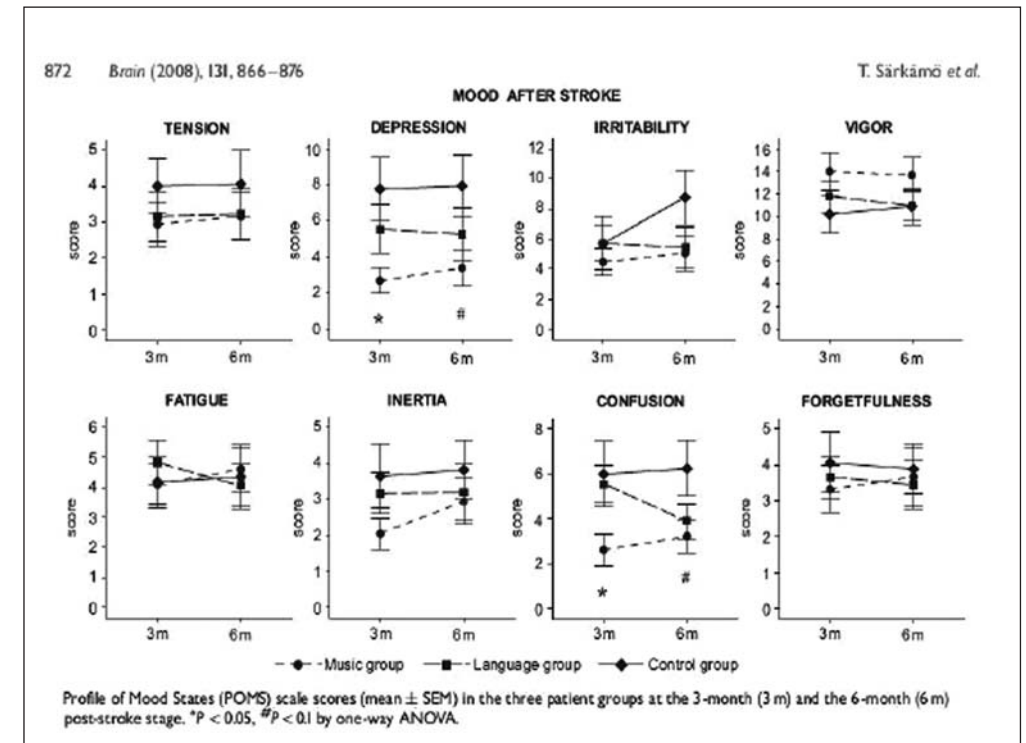 872 Brain (2008), 131, 866–876 T. Särkämö et al.
MOOD AFTER STROKE
TENSION DEPRESSION IRRITABILITY VIGOR
5 10 12 16
4 8 10 14
3 6 8 12
2 4 6 10
1 2 4 8
0 0 2 6
0 4
2
0
score score score score
* #
3m 6m 3m 6m 3m 6m 3m 6m
FATIGUE INERTIA CONFUSION FORGETFULNESS
6 5 8 5
5 4 6 4
4 3 4 3
3 2 2 2
2 1 0 1
1 0 0
0
score score score score
* #
3m 6m 3m 6m 3m 6m 3m 6m
Music group Language group Control group
Profile of Mood States (POMS) scale scores (mean ± SEM) in the three patient groups at the 3-month (3 m) and the 6-month (6 m)
post-stroke stage. *P < 0.05, #P < 0.1 by one-way ANOVA.